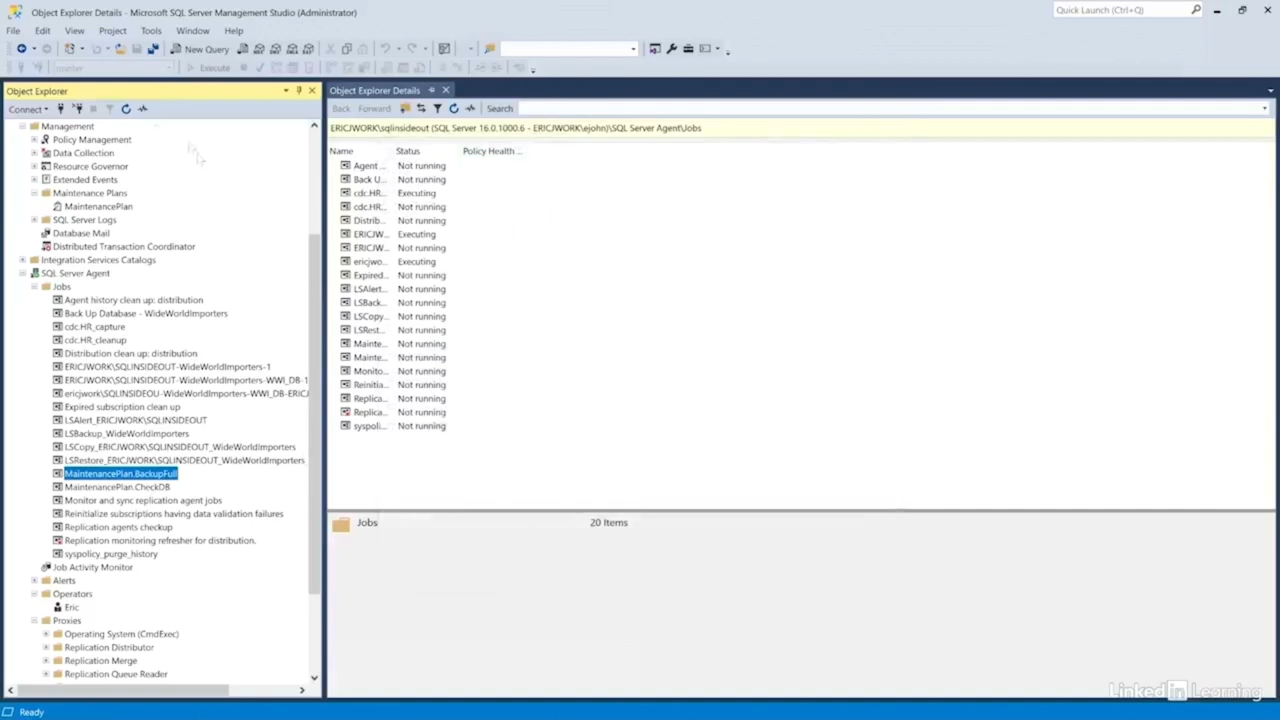 Object Explorer Details - Microsoft SQL Server Management Studio (Administrator)
Quick Launch (Ctrl+Q)
File Edit View Project Tools Window Help
New Query
master
Execute
Object Explorer
Connect
Management
Policy Management
Data Collection
Resource Governor
Extended Events
Maintenance Plans
MaintenancePlan
SQL Server Logs
Database Mail
Distributed Transaction Coordinator
Integration Services Catalogs
SQL Server Agent
Jobs
Agent history clean up: distribution
Back Up Database - WideWorldImporters
cdc.HR_capture
cdc.HR_cleanup
Distribution clean up: distribution
ERICJWORK\SQLINSIDEOUT-WideWorldImporters-1
ERICJWORK\SQLINSIDEOUT-WideWorldImporters-WWI_DB-1
ericjwork\SQLINSIDEOU-WideWorldImporters-WWI_DB-ERICJ
Expired subscription clean up
LSAlert_ERICJWORK\SQLINSIDEOUT
LSBackup_WideWorldImporters
LSCopy_ERICJWORK\SQLINSIDEOUT_WideWorldImporters
LSRestore_ERICJWORK\SQLINSIDEOUT_WideWorldImporters
MaintenancePlan.BackupFull
MaintenancePlan.CheckDB
Monitor and sync replication agent jobs
Reinitialize subscriptions having data validation failures
Replication agents checkup
Replication monitoring refresher for distribution.
syspolicy_purge_history
Job Activity Monitor
Alerts
Operators
Eric
Proxies
Operating System (CmdExec)
Replication Distributor
Replication Merge
Replication Queue Reader
Object Explorer Details
Back Forward Search
ERICJWORK\sqlinsideout (SQL Server 16.0.1000.6 - ERICJWORK\ejohn)\SQL Server Agent\Jobs
Name Status Policy Health ...
Agent ... Not running
Back U... Not running
cdc.HR... Executing
cdc.HR... Not running
Distrib... Not running
ERICJW... Executing
ERICJW... Not running
ericjwo... Executing
Expired... Not running
LSAlert... Not running
LSBack... Not running
LSCopy... Not running
LSRest... Not running
Mainte... Not running
Mainte... Not running
Monito... Not running
Reinitia... Not running
Replica... Not running
Replica... Not running
syspoli... Not running
Jobs 20 Items
LinkedIn Learning
Ready